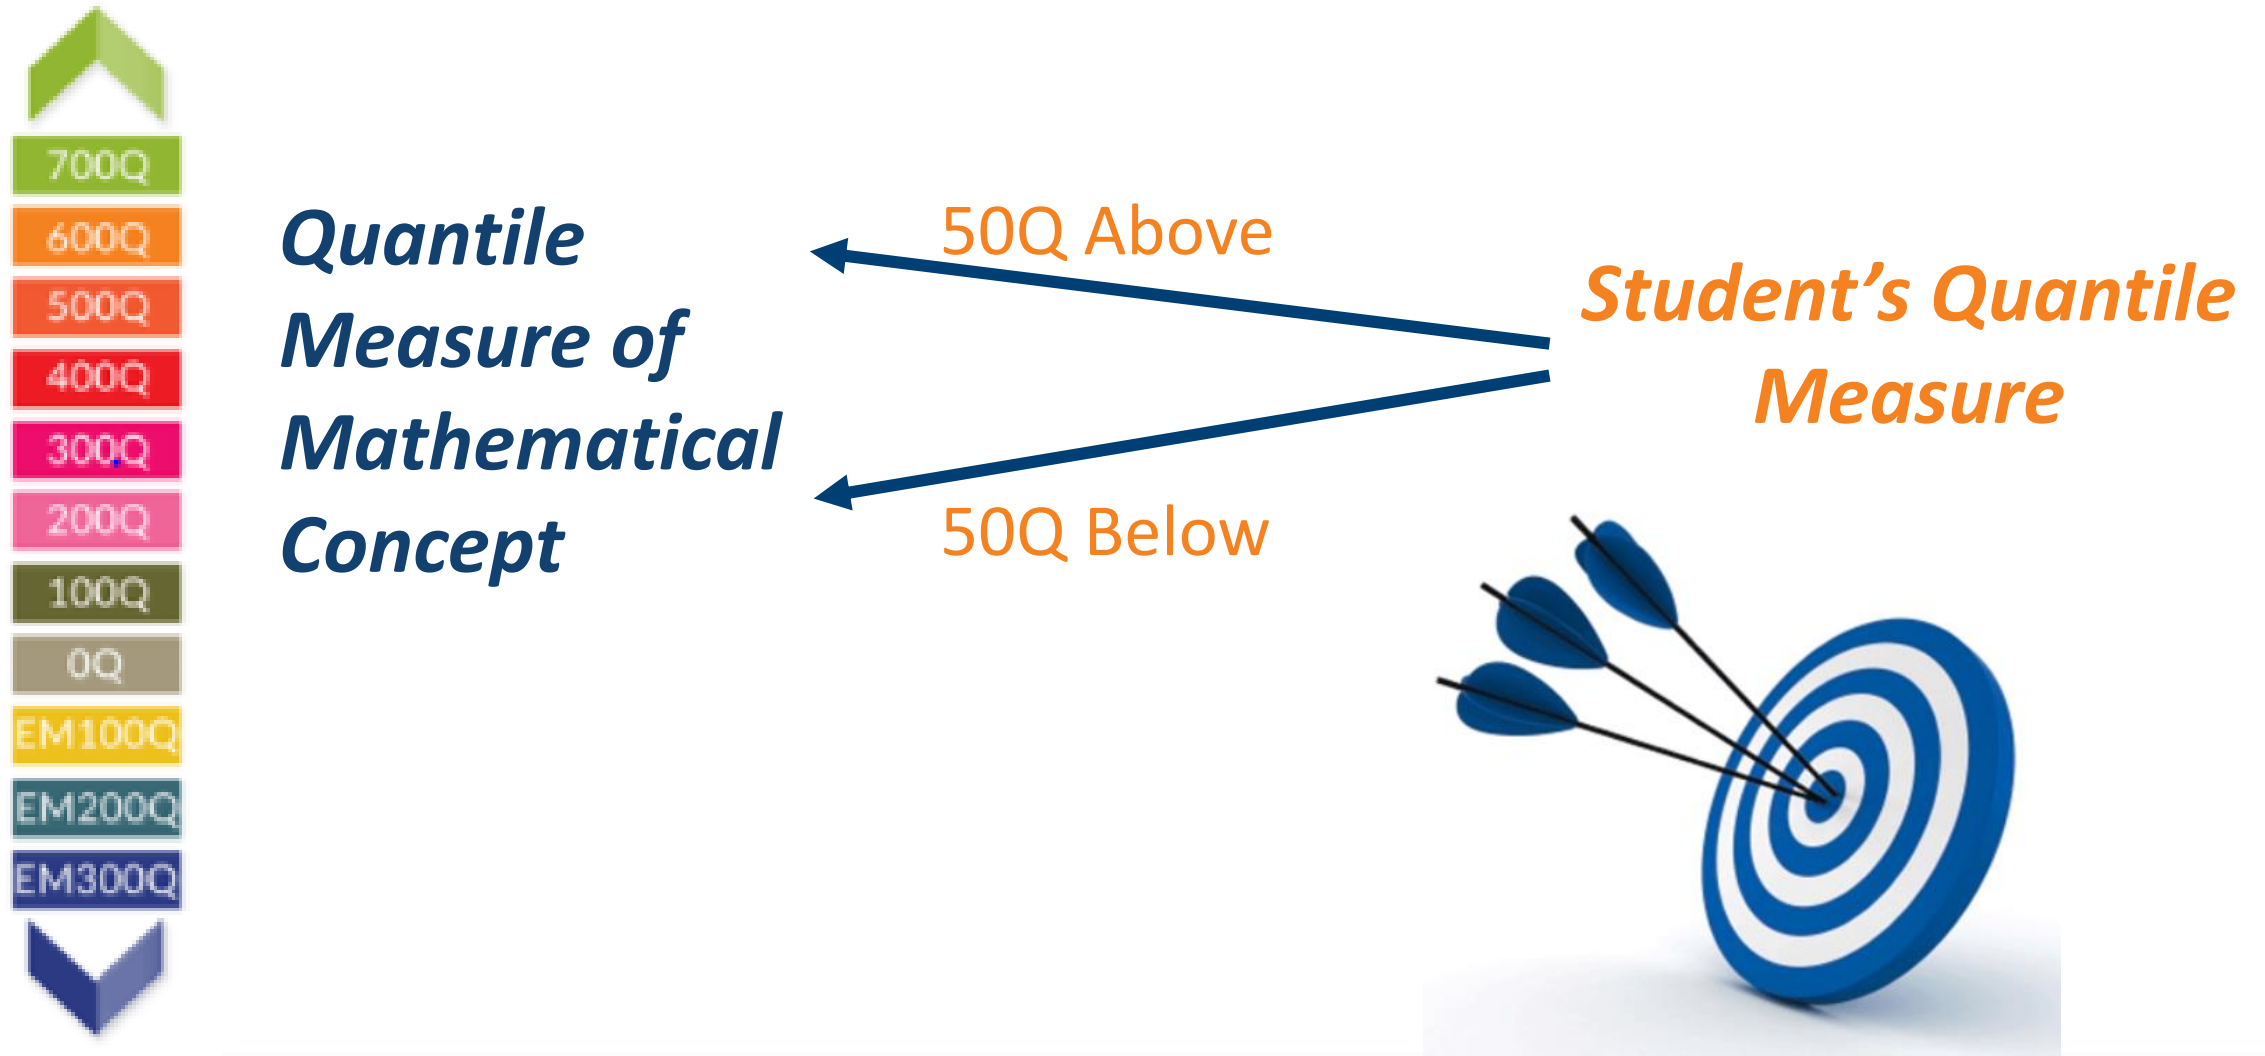 700Q
600Q
500Q
400Q
300Q
200Q
100Q
0Q
EM100Q
EM200Q
EM300Q
Quantile
Measure of
Mathematical
Concept
50Q Above
50Q Below
Student’s Quantile
Measure